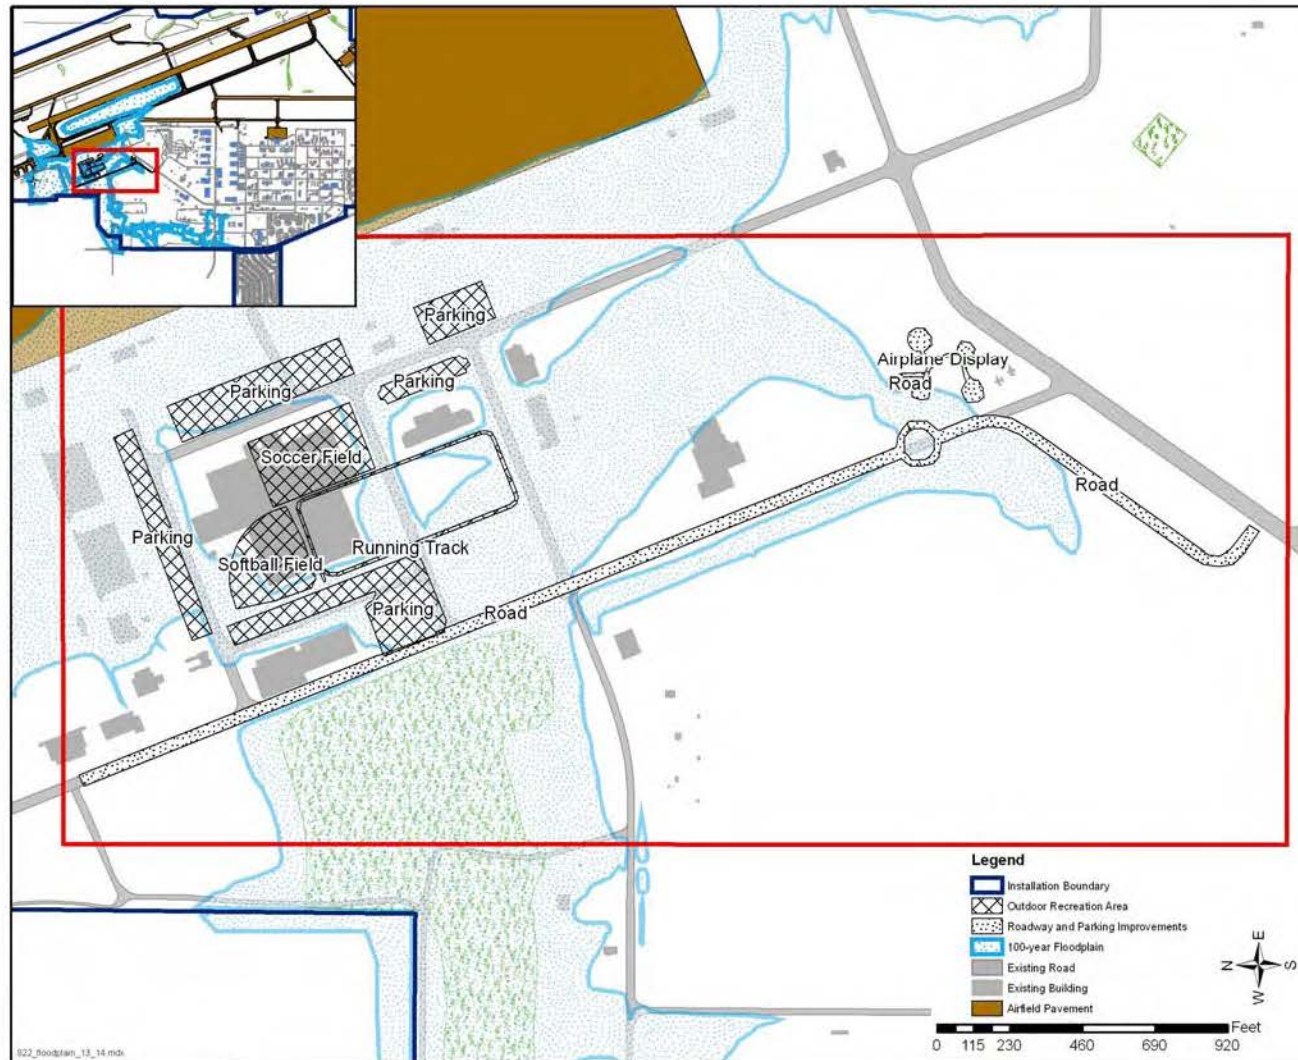 Parking
Parking
Parking
Airplane Display
Road
Soccer Field
Road
Parking
Running Track
Softball Field
Parking
Road
Legend
Installation Boundary
Outdoor Recreation Area
Roadway and Parking Improvements
100-year Floodplain
Existing Road
Existing Building
Airfield Pavement
N E S W
Feet
0 115 230 460 690 920
922_floodplain_13_14.mdx